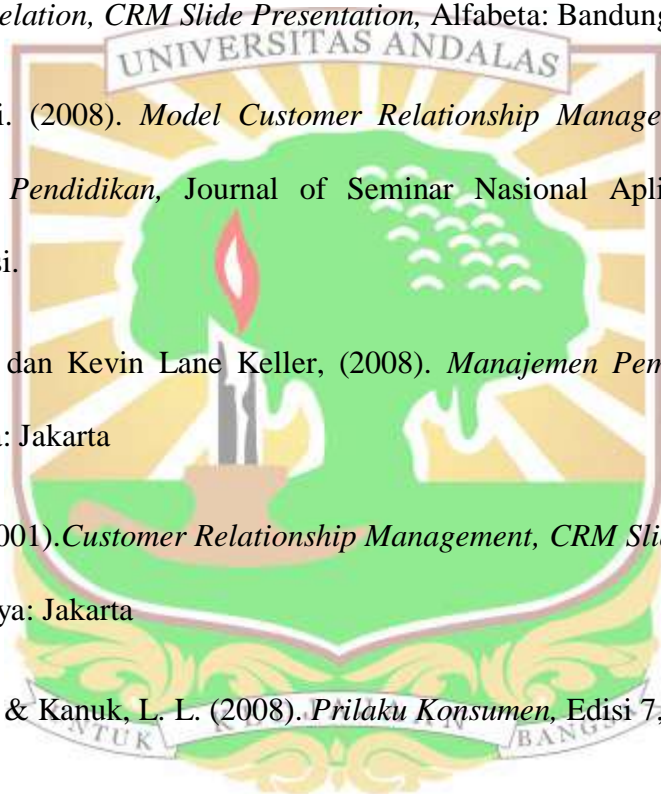 elation, CRM Slide Presentation, Alfabeta: Bandung
UNIVERSITAS ANDALAS
i. (2008). Model Customer Relationship Manage
Pendidikan, Journal of Seminar Nasional Apli
si.
dan Kevin Lane Keller, (2008). Manajemen Pem
a: Jakarta
001).Customer Relationship Management, CRM Sli
ya: Jakarta
& Kanuk, L. L. (2008). Prilaku Konsumen, Edisi 7,
UNTUK BANGSA